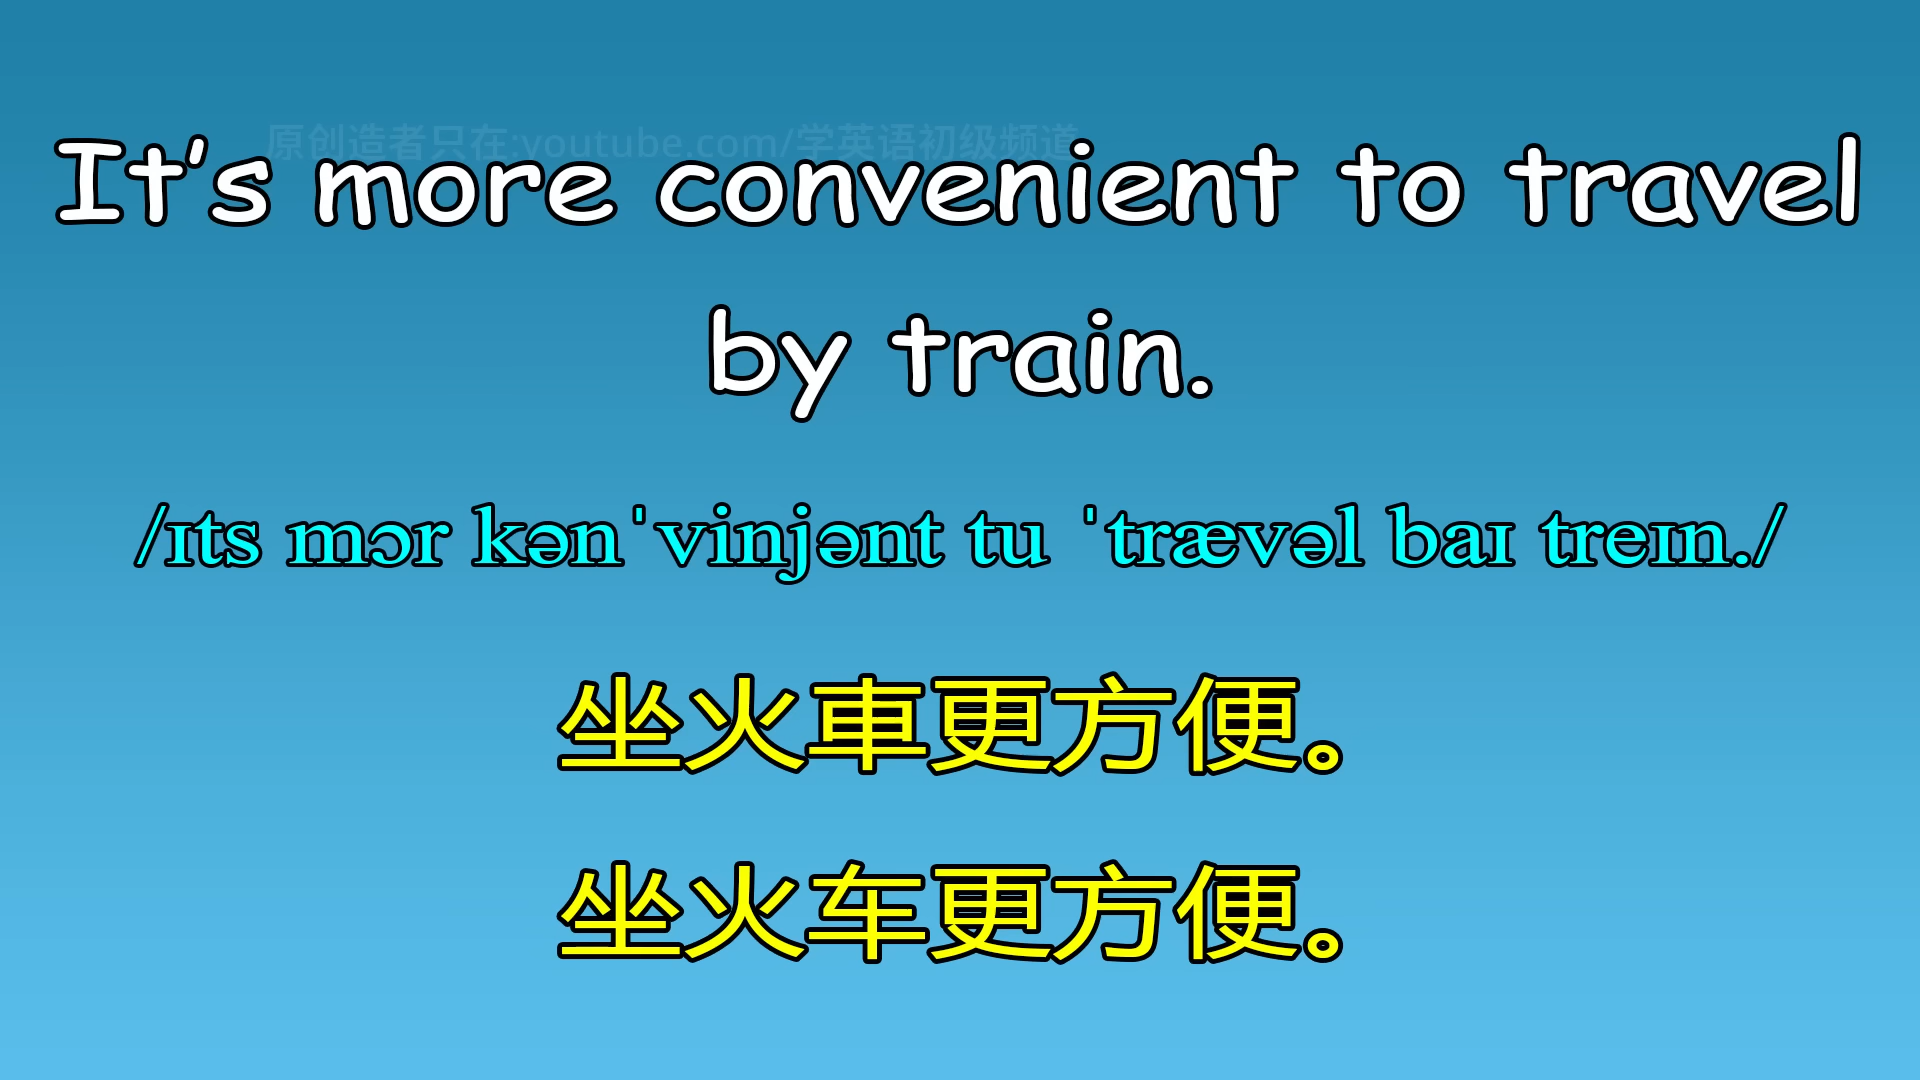 原创造者只在:youtube.com/学英语初级频道
It's more convenient to travel
by train.
/ɪts mɔr kənˈvinjənt tu ˈtrævəl baɪ treɪn./
坐火車更方便。
坐火车更方便。